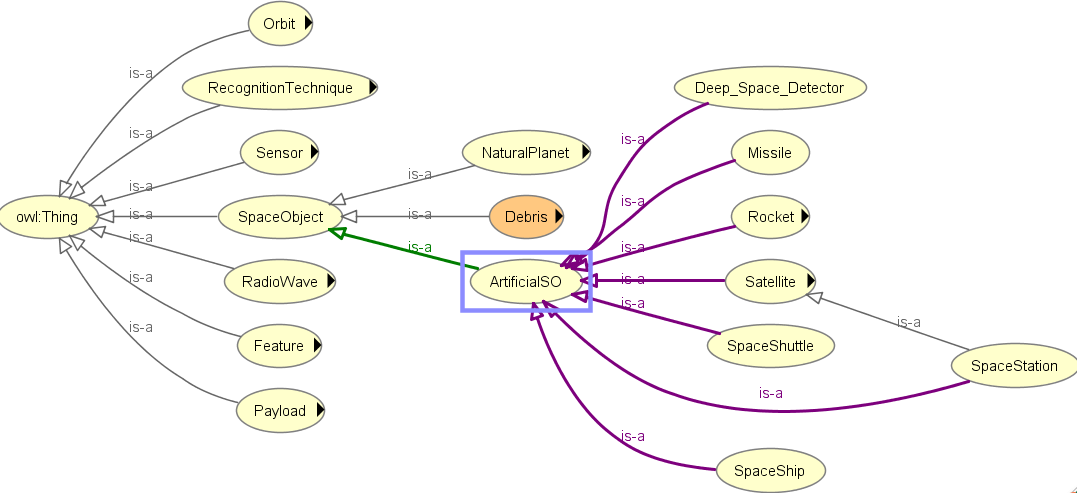 Orbit
is-a
RecognitionTechnique
Deep_Space_Detector
is-a
is-a
Sensor
NaturalPlanet
Missile
is-a
is-a
is-a
owl:Thing
is-a
SpaceObject
is-a
Debris
Rocket
is-a
is-a
is-a
RadioWave
is-a
ArtificialSO
is-a
Satellite
is-a
is-a
Feature
SpaceShuttle
is-a
SpaceStation
is-a
Payload
is-a
SpaceShip